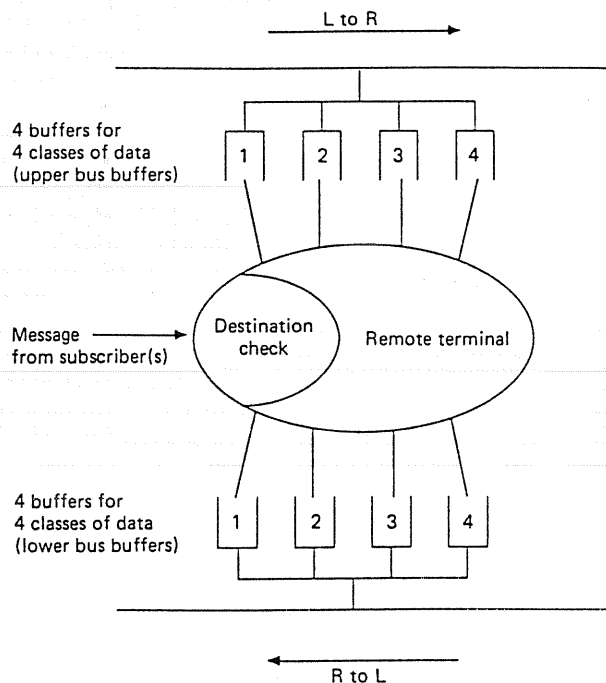 L to R
4 buffers for
4 classes of data
(upper bus buffers)
1 2 3 4
Message
from subscriber(s)
Destination
check
Remote terminal
4 buffers for
4 classes of data
(lower bus buffers)
1 2 3 4
R to L